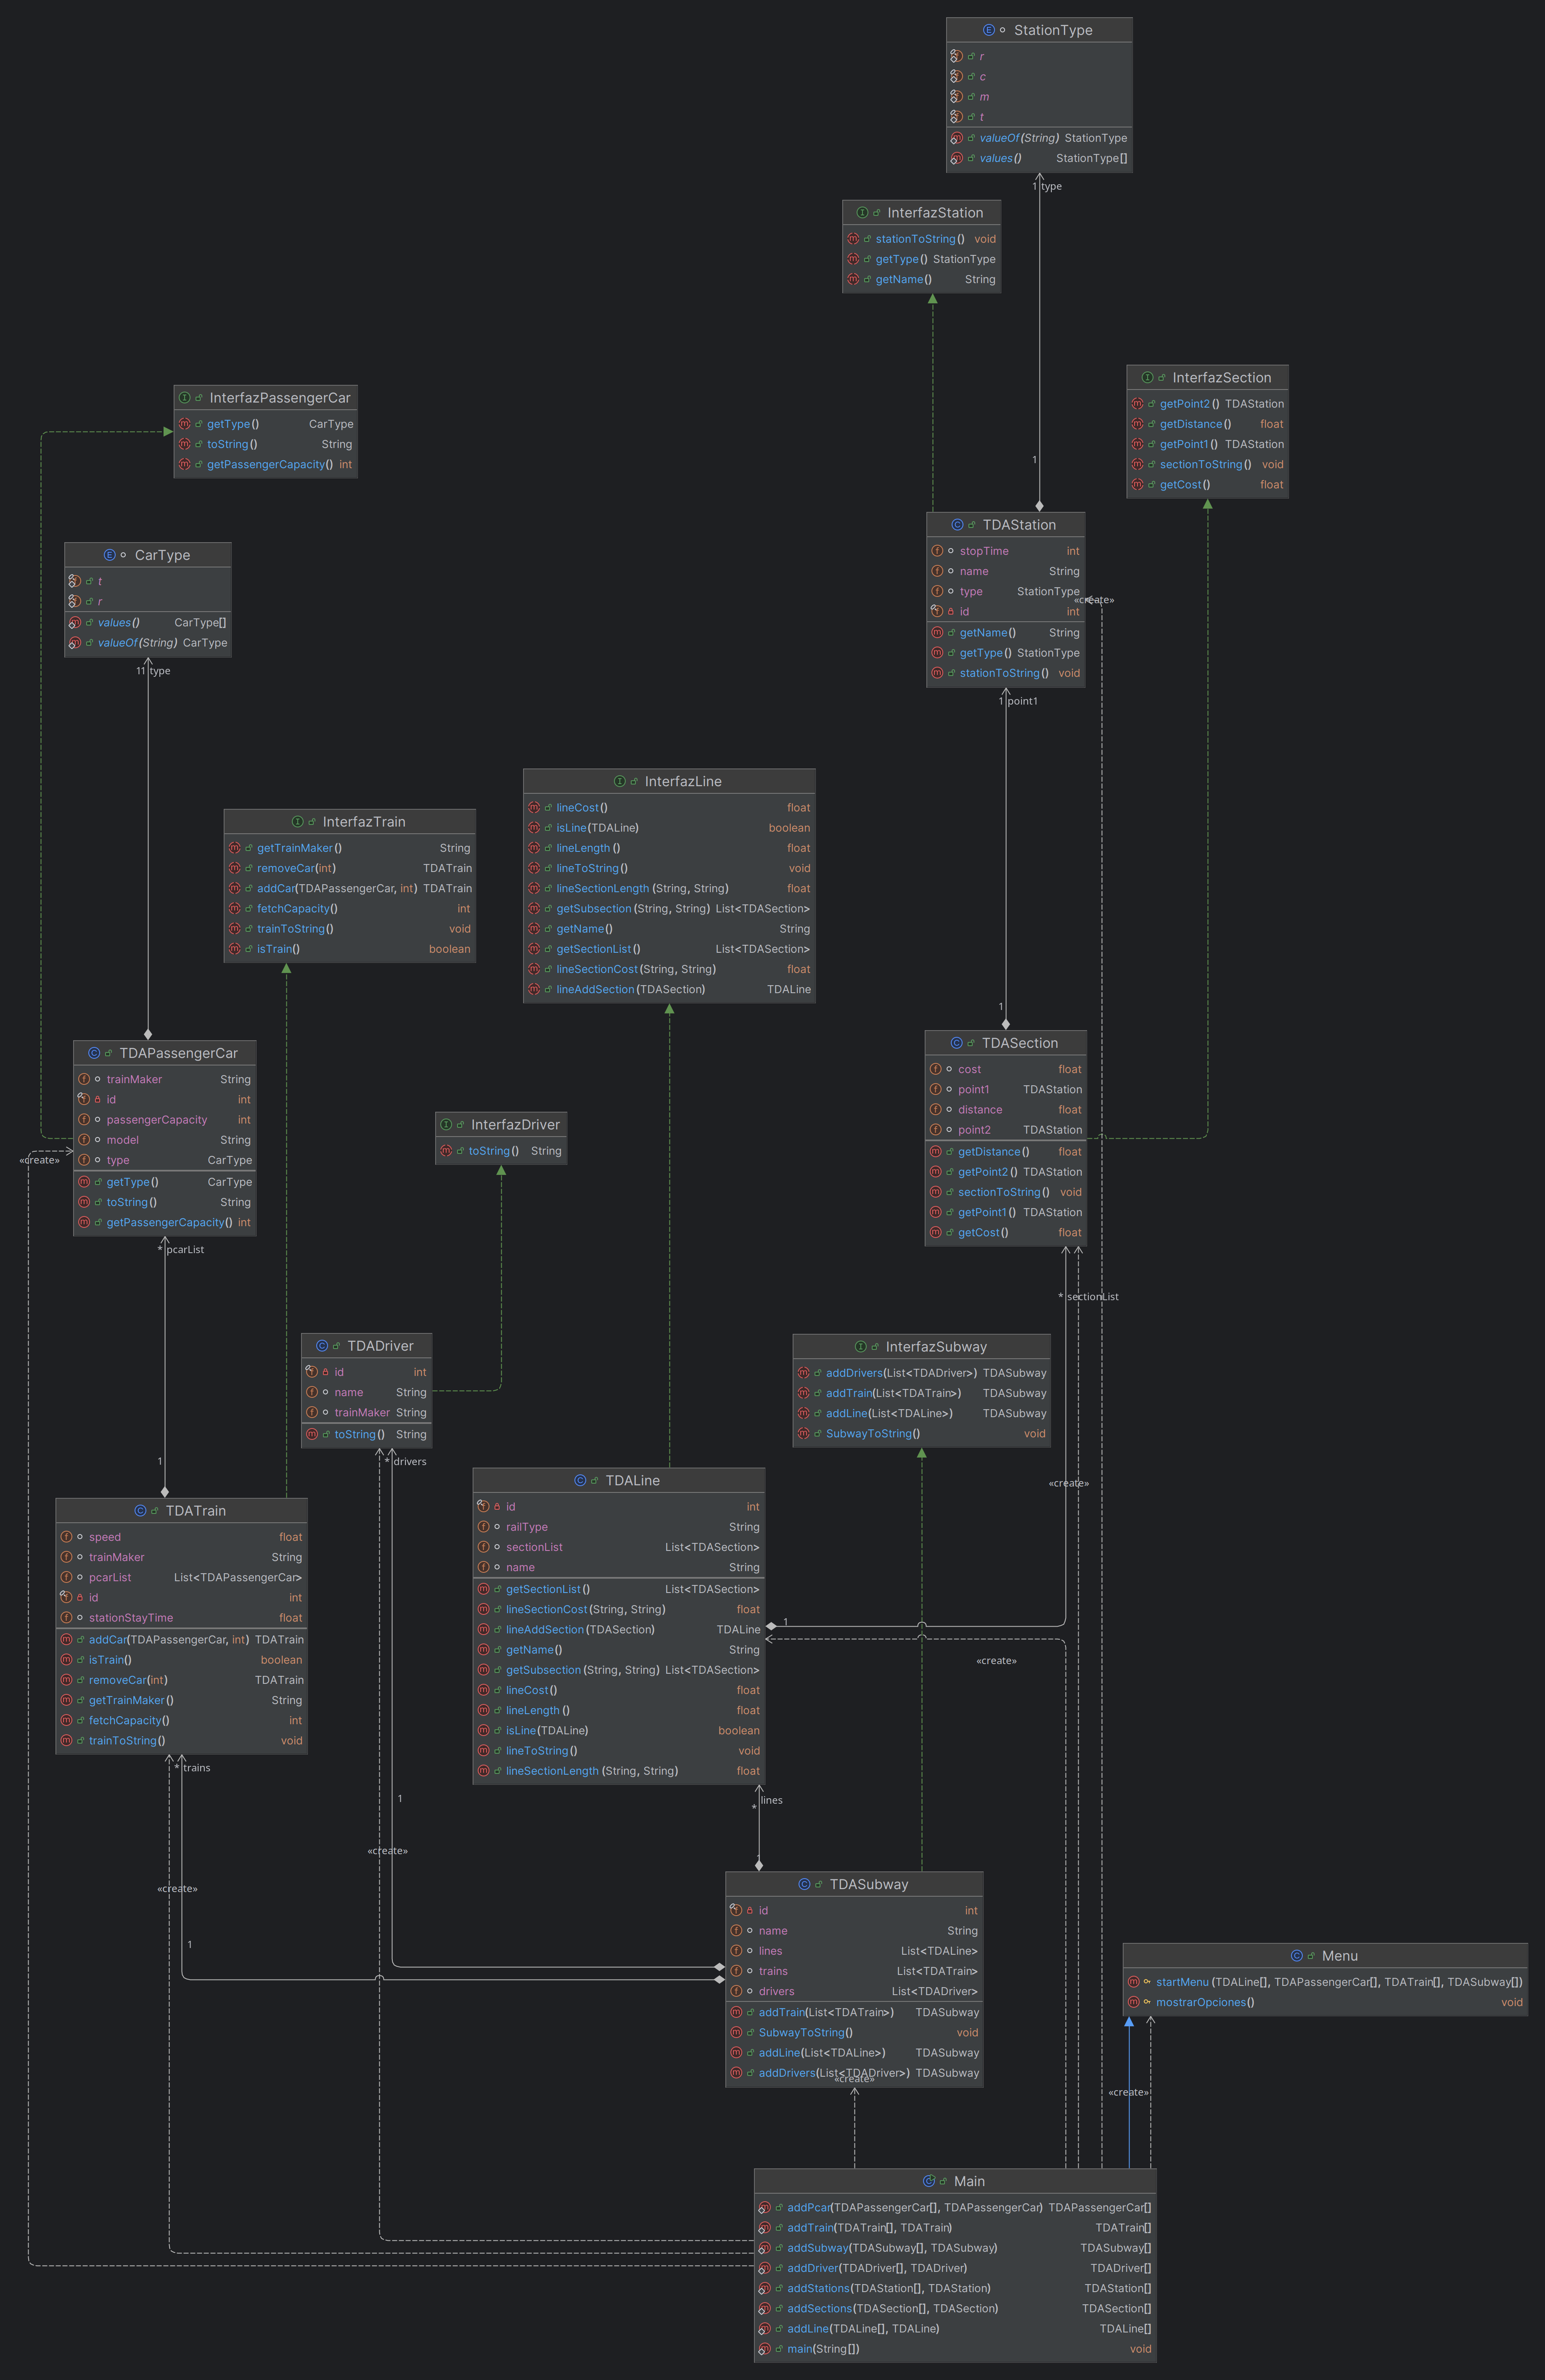 StationType
r
c
m
t
valueOf(String) StationType
values() StationType[]
1 type
InterfazStation
stationToString() void
getType() StationType
getName() String
1
InterfazSection
getPoint2() TDAStation
getDistance() float
getPoint1() TDAStation
sectionToString() void
getCost() float
InterfazPassengerCar
getType() CarType
toString() String
getPassengerCapacity() int
TDAStation
stopTime int
name String
type StationType
id int
getName() String
getType() StationType
stationToString() void
«create»
CarType
t
r
values() CarType[]
valueOf(String) CarType
11 type
1 point1
InterfazLine
lineCost() float
isLine(TDALine) boolean
lineLength() float
lineToString() void
lineSectionLength(String, String) float
getSubsection(String, String) List<TDASection>
getName() String
getSectionList() List<TDASection>
lineSectionCost(String, String) float
lineAddSection(TDASection) TDALine
InterfazTrain
getTrainMaker() String
removeCar(int) TDATrain
addCar(TDAPassengerCar, int) TDATrain
fetchCapacity() int
trainToString() void
isTrain() boolean
1
TDASection
cost float
point1 TDAStation
distance float
point2 TDAStation
getDistance() float
getPoint2() TDAStation
sectionToString() void
getPoint1() TDAStation
getCost() float
TDAPassengerCar
trainMaker String
id int
passengerCapacity int
model String
type CarType
getType() CarType
toString() String
getPassengerCapacity() int
«create»
InterfazDriver
toString() String
* pcarList
* sectionList
TDADriver
id int
name String
trainMaker String
toString() String
InterfazSubway
addDrivers(List<TDADriver>) TDASubway
addTrain(List<TDATrain>) TDASubway
addLine(List<TDALine>) TDASubway
SubwayToString() void
1
* drivers
«create»
TDALine
id int
railType String
sectionList List<TDASection>
name String
getSectionList() List<TDASection>
lineSectionCost(String, String) float
lineAddSection(TDASection) TDALine
getName() String
getSubsection(String, String) List<TDASection>
lineCost() float
lineLength() float
isLine(TDALine) boolean
lineToString() void
lineSectionLength(String, String) float
1
«create»
TDATrain
speed float
trainMaker String
pcarList List<TDAPassengerCar>
id int
stationStayTime float
addCar(TDAPassengerCar, int) TDATrain
isTrain() boolean
removeCar(int) TDATrain
getTrainMaker() String
fetchCapacity() int
trainToString() void
* trains
1
* lines
«create»
1
«create»
1
TDASubway
id int
name String
lines List<TDALine>
trains List<TDATrain>
drivers List<TDADriver>
addTrain(List<TDATrain>) TDASubway
SubwayToString() void
addLine(List<TDALine>) TDASubway
addDrivers(List<TDADriver>) TDASubway
«create»
Menu
startMenu(TDALine[], TDAPassengerCar[], TDATrain[], TDASubway[])
mostrarOpciones() void
«create»
Main
addPcar(TDAPassengerCar[], TDAPassengerCar) TDAPassengerCar[]
addTrain(TDATrain[], TDATrain) TDATrain[]
addSubway(TDASubway[], TDASubway) TDASubway[]
addDriver(TDADriver[], TDADriver) TDADriver[]
addStations(TDAStation[], TDAStation) TDAStation[]
addSections(TDASection[], TDASection) TDASection[]
addLine(TDALine[], TDALine) TDALine[]
main(String[]) void